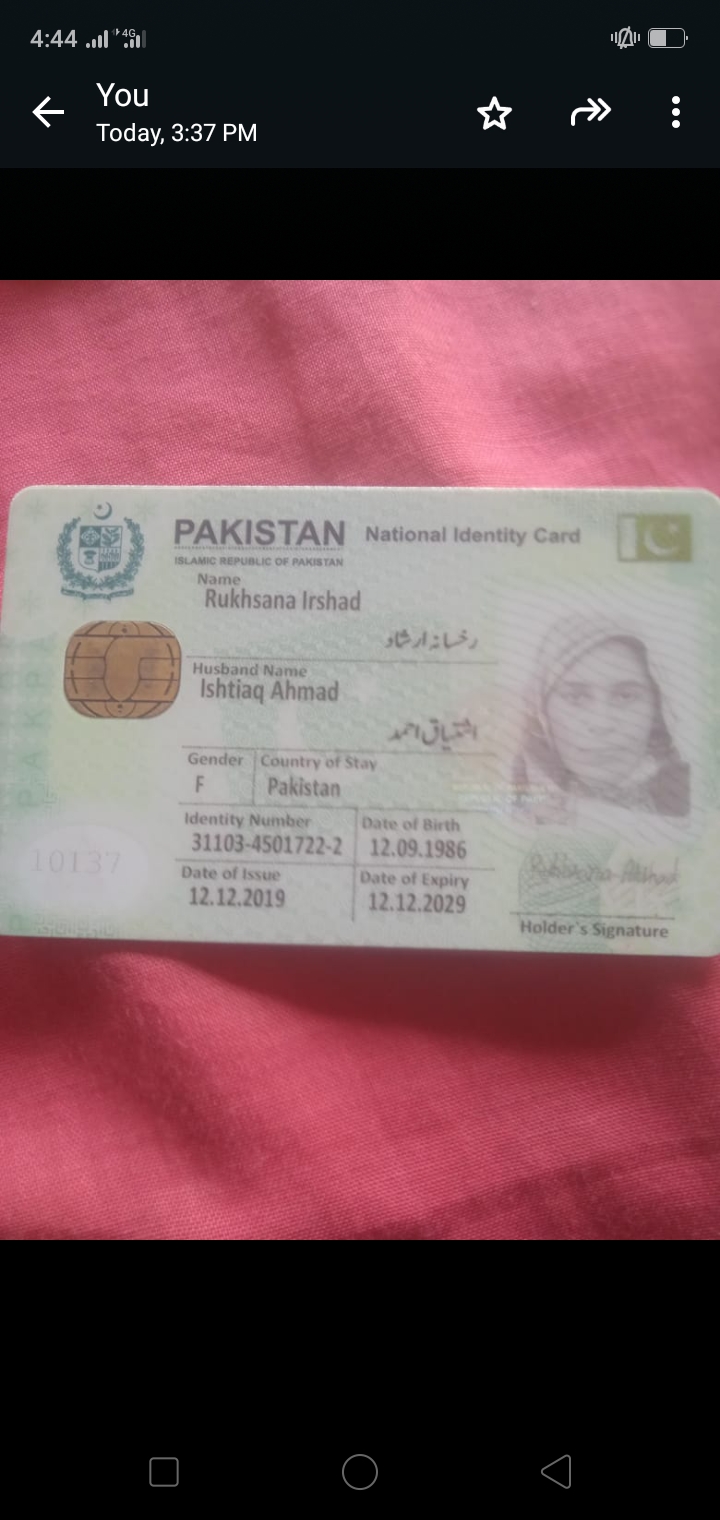 4:44
4G
You
Today, 3:37 PM
PAKISTAN National Identity Card
ISLAMIC REPUBLIC OF PAKISTAN
Name
Rukhsana Irshad
رخسانہ ارشاد
Husband Name
Ishtiaq Ahmad
اشتیاق احمد
Gender Country of Stay
F Pakistan
Identity Number Date of Birth
31103-4501722-2 12.09.1986
Date of Issue Date of Expiry
12.12.2019 12.12.2029
10137
Holder's Signature